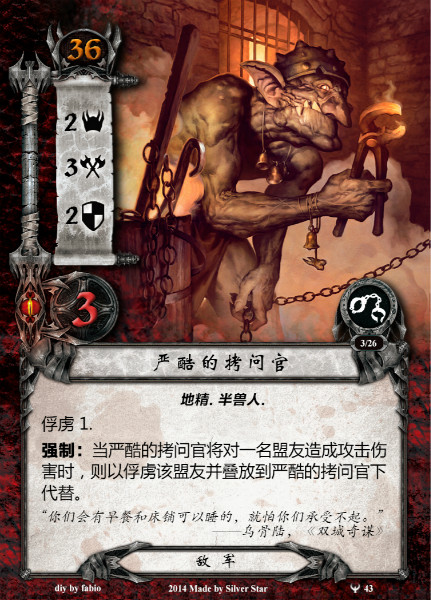 36
2
3
2
3
3/26
严酷的拷问官
地精. 半兽人.
俘虏 1.
强制：当严酷的拷问官将对一名盟友造成攻击伤
害时，则以俘虏该盟友并叠放到严酷的拷问官下
代替。
“你们会有早餐和床铺可以睡的，就怕你们承受不起。”
——乌骨陆，《双城奇谋》
敌 军
diy by fabio 2014 Made by Silver Star 43